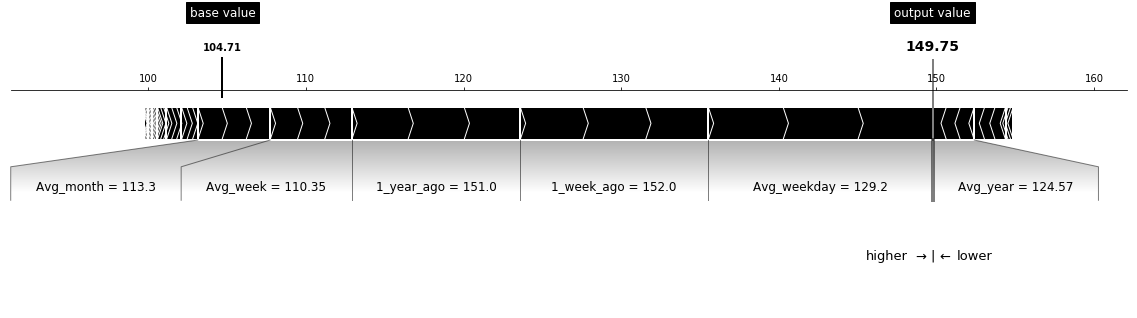 base value output value
104.71 149.75
100 110 120 130 140 150 160
Avg_month = 113.3 Avg_week = 110.35 1_year_ago = 151.0 1_week_ago = 152.0 Avg_weekday = 129.2 Avg_year = 124.57
higher → | ← lower